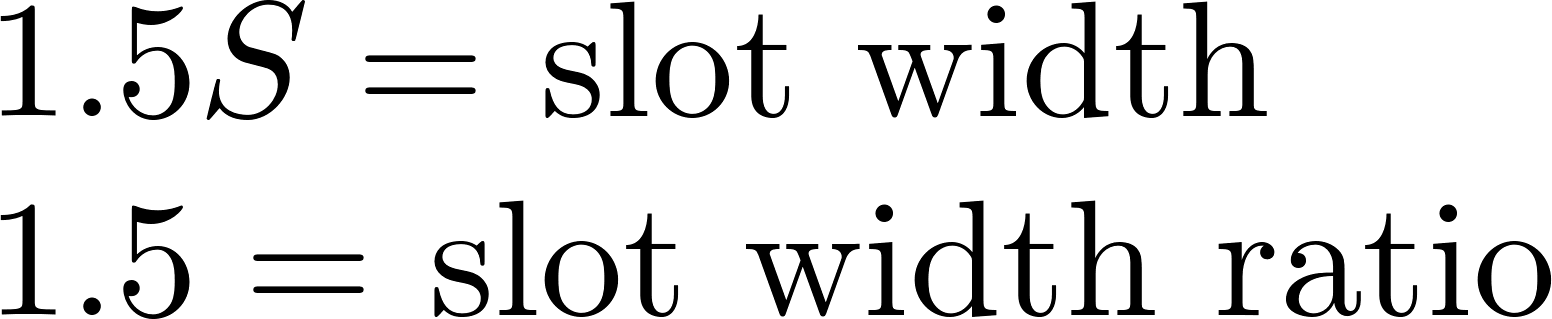 1.5S = slot width
1.5 = slot width ratio